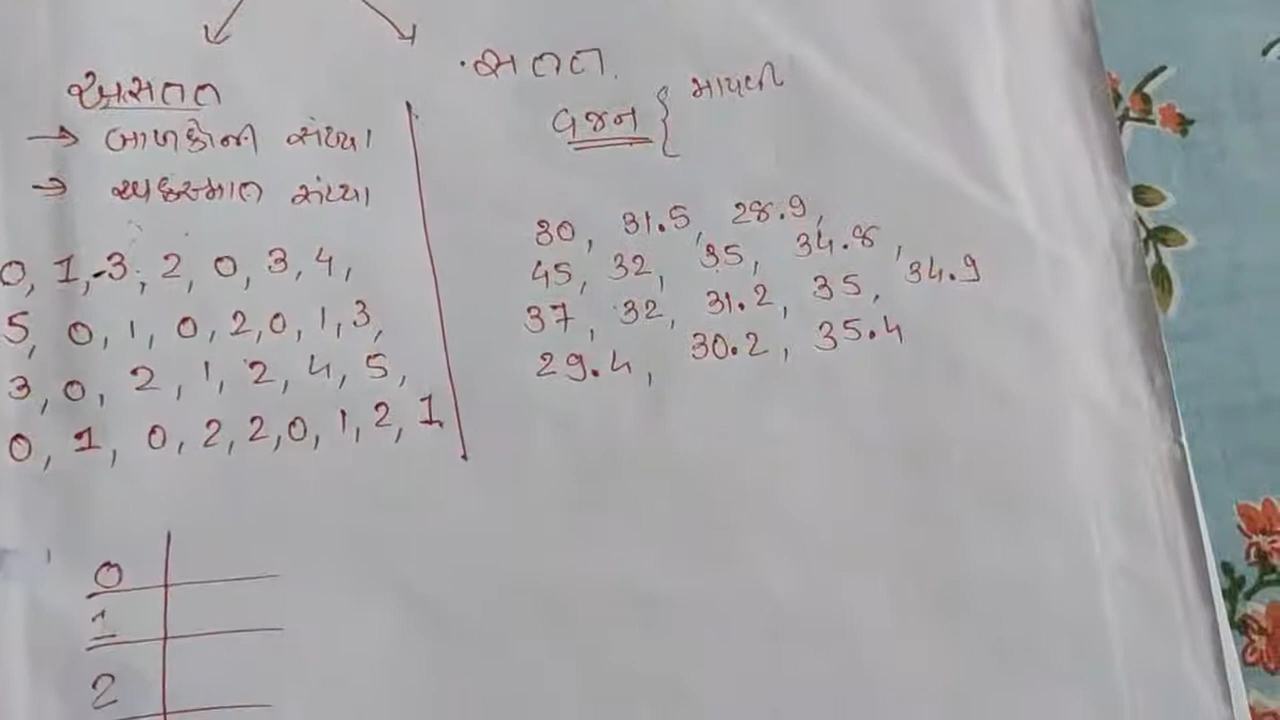 અસતત
→ બાળકોની સંખ્યા
→ અકસ્માત સંખ્યા
0, 1, 3, 2, 0, 3, 4,
5, 0, 1, 0, 2, 0, 1, 3,
3, 0, 2, 1, 2, 4, 5,
0, 1, 0, 2, 2, 0, 1, 2, 1
સતત.
વજન {
30, 31.5, 28.9,
45, 32, 35, 34.8,
37, 32, 31.2, 35, 34.9
29.4, 30.2, 35.4
0
1
2